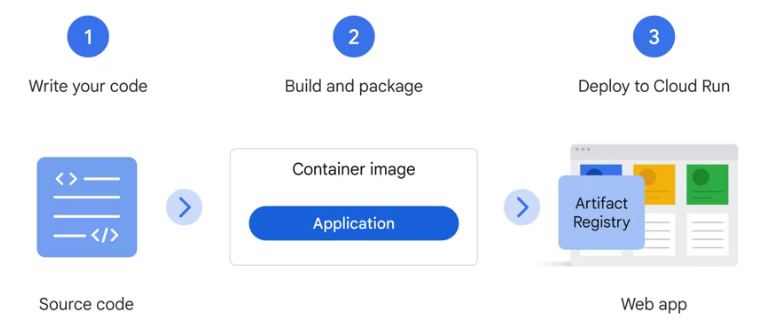 1
2
3
Write your code
Build and package
Deploy to Cloud Run
<>
</>
Container image
Application
Artifact
Registry
Source code
Web app